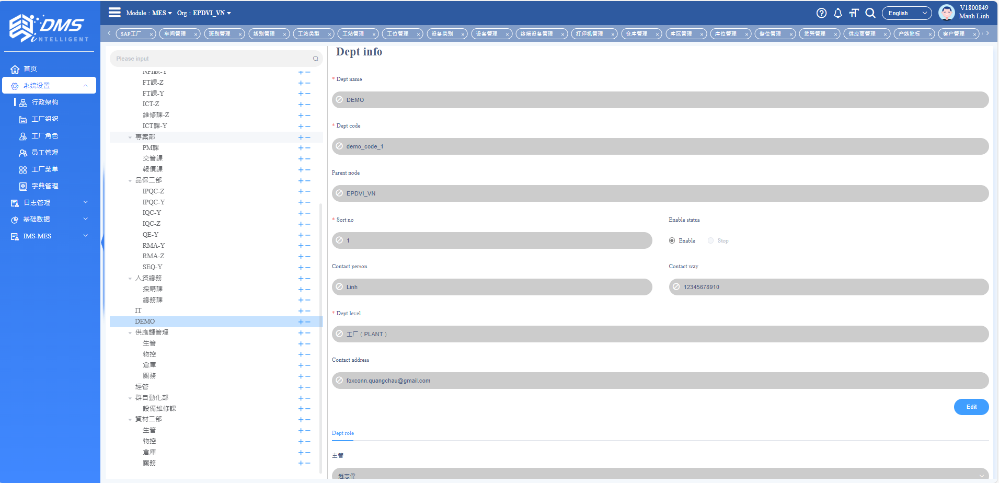 DMS
INTELLIGENT
Module : MES
Org : EPDVI_VN
English
V1800849
Manh Linh
SAP工厂
车间管理
班别管理
线别管理
工站类型
工站管理
工位管理
设备类别
设备管理
终端设备管理
打印机管理
仓库管理
库区管理
库位管理
储位管理
货架管理
供应商管理
产线地标
客户管理
首页
系统设置
行政架构
工厂组织
工厂角色
员工管理
工厂菜单
字典管理
日志管理
基础数据
IMS-MES
Please input
NPI課-Y
FT課-Z
FT課-Y
ICT-Z
維修課-Z
ICT課-Y
専案部
PM課
交管課
報價課
品保二部
IPQC-Z
IPQC-Y
IQC-Y
IQC-Z
QE-Y
RMA-Y
RMA-Z
SEQ-Y
人資總務
採購課
總務課
IT
DEMO
供應鏈管理
生管
物控
倉庫
關務
經管
群自動化部
設備維修課
資材二部
生管
物控
倉庫
關務
Dept info
* Dept name
DEMO
* Dept code
demo_code_1
Parent node
EPDVI_VN
* Sort no
1
Enable status
Enable
Stop
Contact person
Linh
Contact way
12345678910
* Dept level
工厂（PLANT）
Contact address
foxconn.quangchau@gmail.com
Edit
Dept role
主管
趙志偉